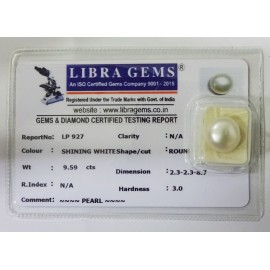 LIBRA GEMS®
An ISO Certified Gems Company 9001 - 2015
Registered Under the Trade Marks with Govt. of India
website : www.libragems.co.in
GEMS & DIAMOND CERTIFIED TESTING REPORT
ReportNo: LP 927 Clarity : N/A
Colour : SHINING WHITE Shape/cut : ROUN
Wt : 9.59 cts Dimension : 2.3-2.3-8.7
R.Index : N/A Hardness : 3.0
Comment: ~~~~ PEARL ~~~~